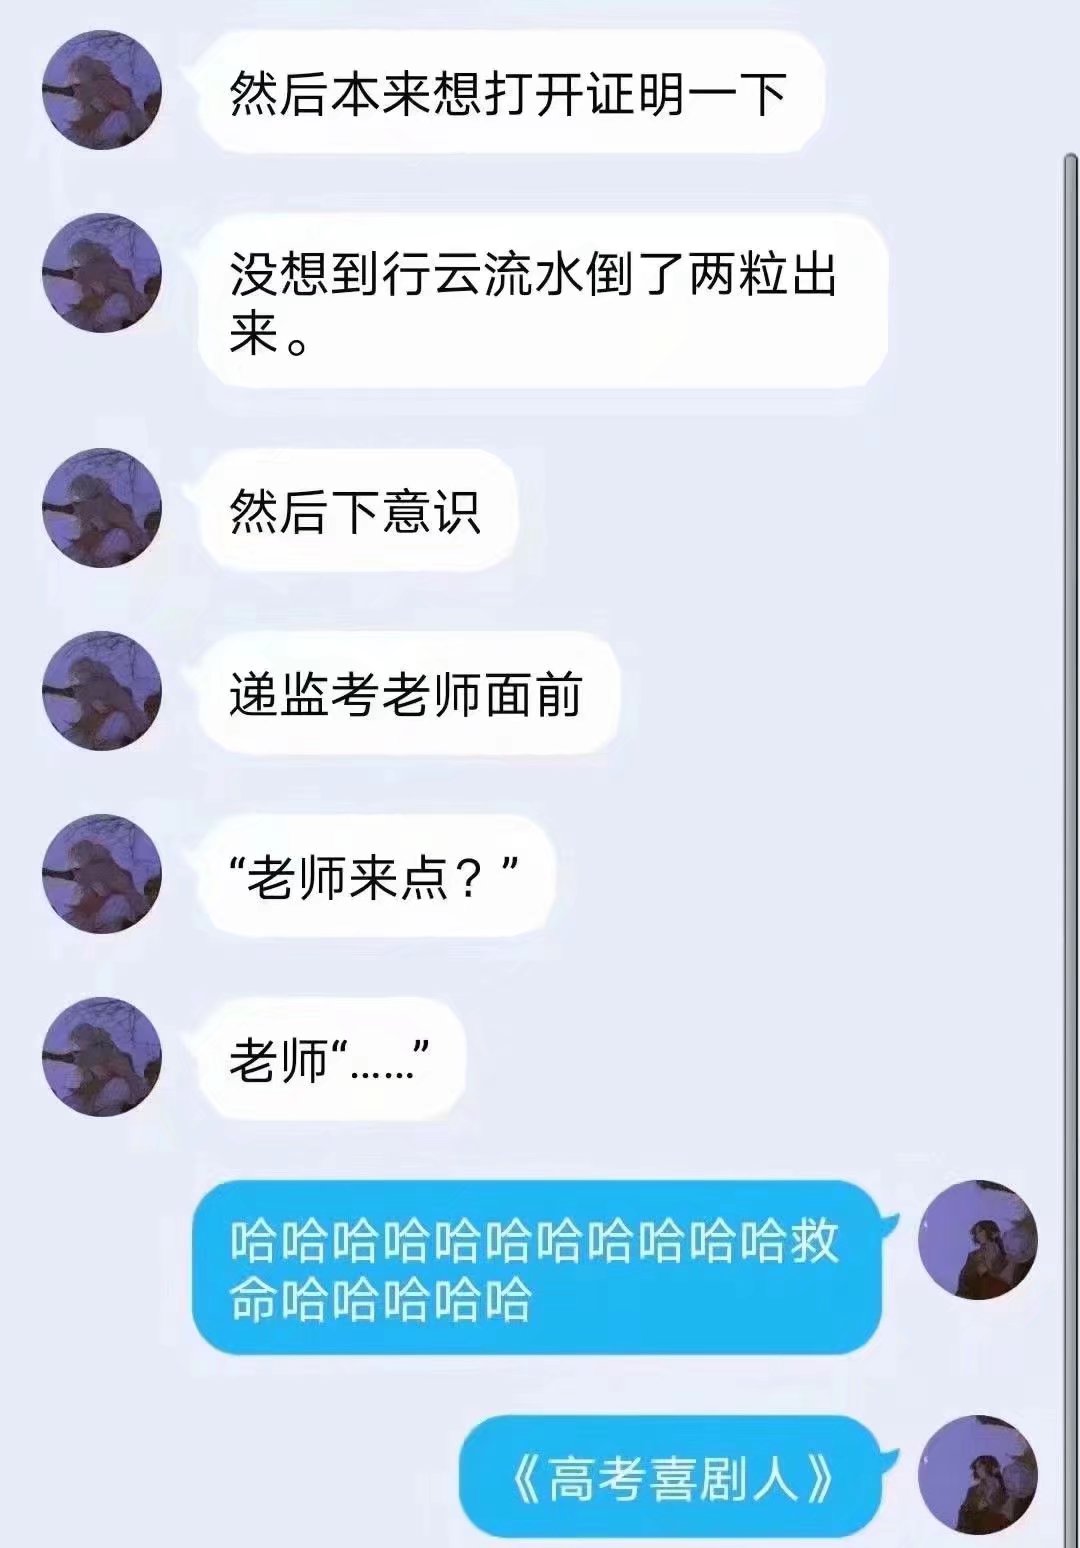 然后本来想打开证明一下
没想到行云流水倒了两粒出
来。
然后下意识
递监考老师面前
“老师来点？”
老师“……”
哈哈哈哈哈哈哈哈哈哈哈救
命哈哈哈哈哈
《高考喜剧人》